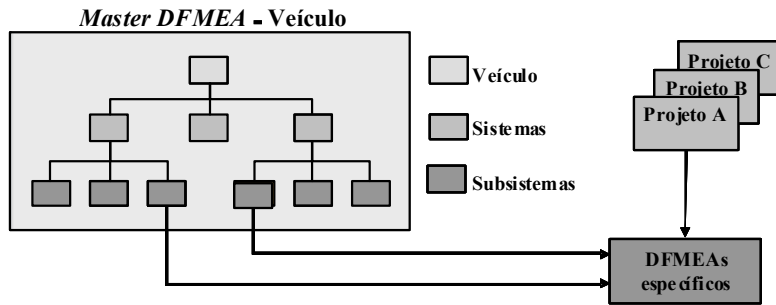 Master DFMEA - Veículo
Veículo
Sistemas
Subsistemas
Projeto C
Projeto B
Projeto A
DFMEAs
específicos